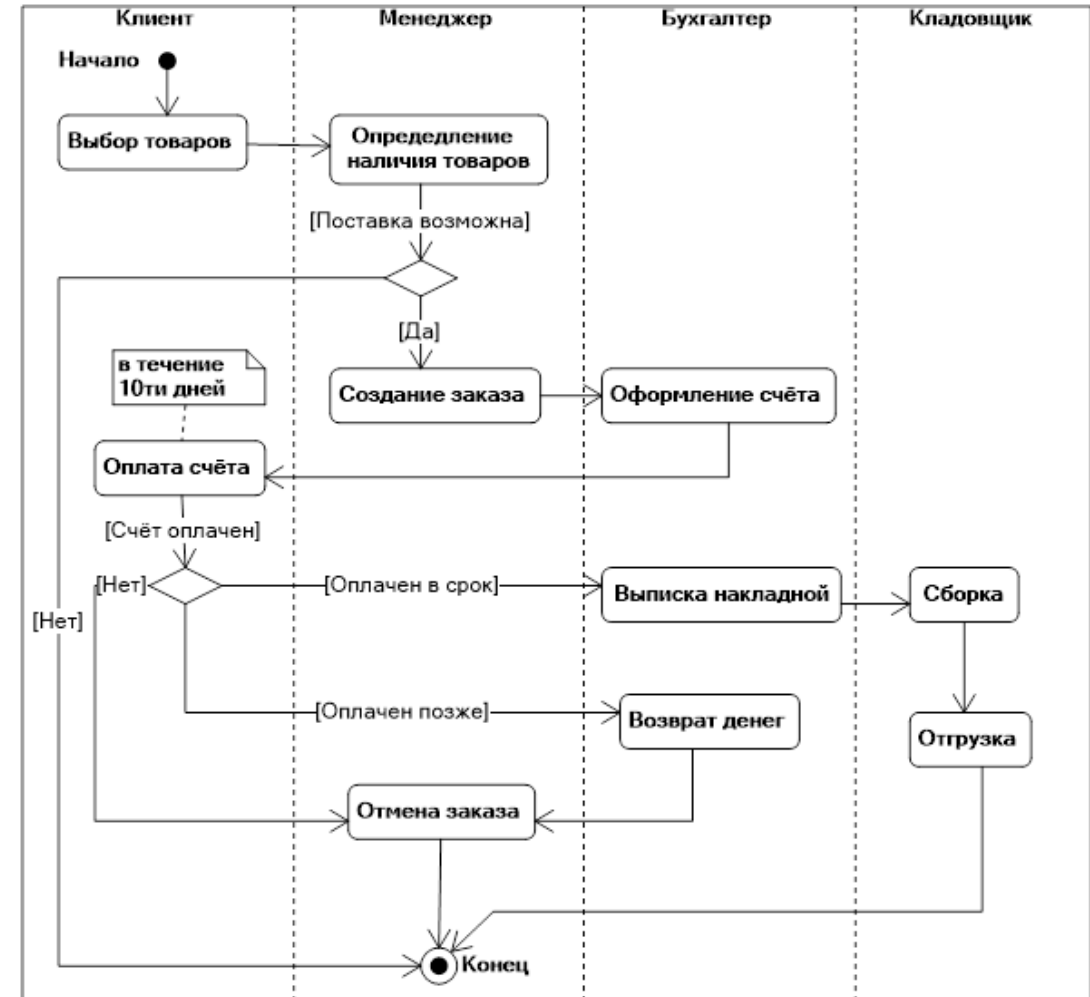 Клиент
Менеджер
Бухгалтер
Кладовщик
Начало
Выбор товаров
Опредедление
наличия товаров
[Поставка возможна]
[Да]
в течение
10ти дней
Создание заказа
Оформление счёта
Оплата счёта
[Счёт оплачен]
[Нет]
[Оплачен в срок]
Выписка накладной
Сборка
[Нет]
[Оплачен позже]
Возврат денег
Отгрузка
Отмена заказа
Конец